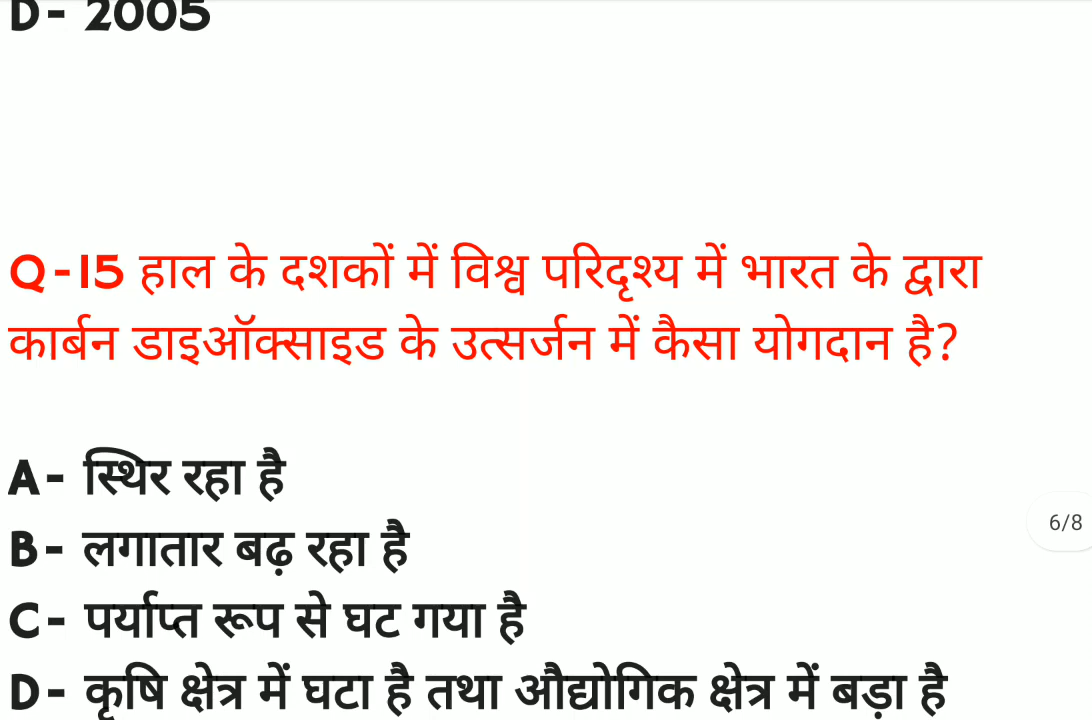 D- 2005
Q-15 हाल के दशकों में विश्व परिदृश्य में भारत के द्वारा
कार्बन डाइऑक्साइड के उत्सर्जन में कैसा योगदान है?
A- स्थिर रहा है
B- लगातार बढ़ रहा है
6/8
C- पर्याप्त रूप से घट गया है
D- कृषि क्षेत्र में घटा है तथा औद्योगिक क्षेत्र में बड़ा है